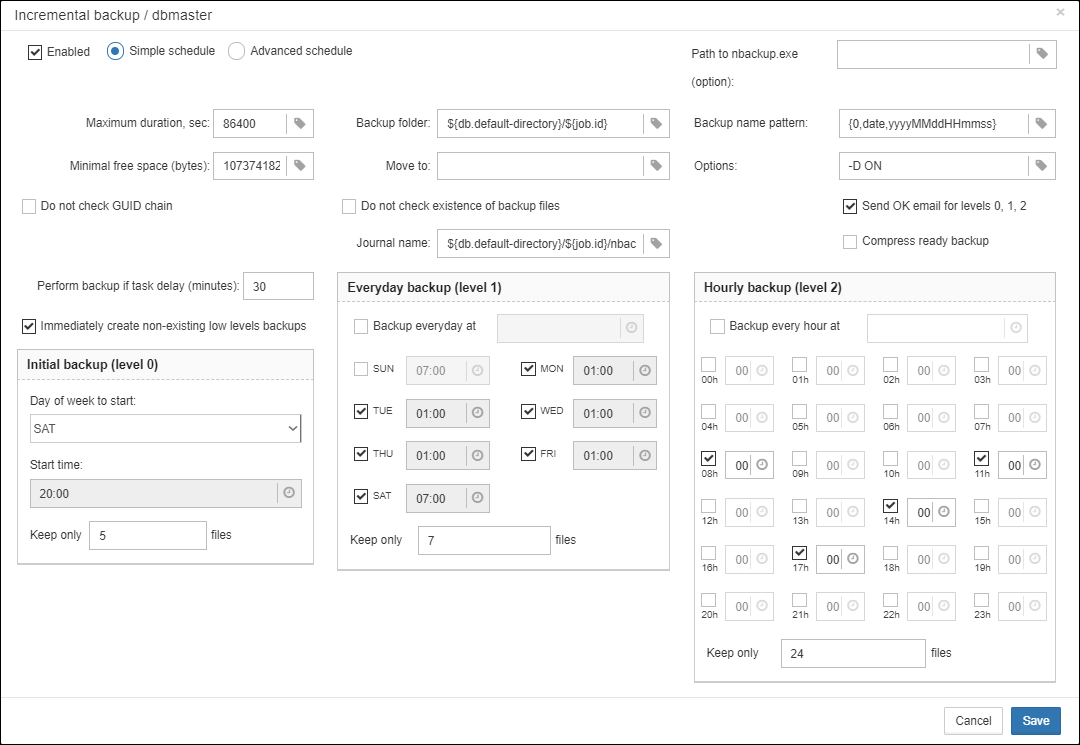 Incremental backup / dbmaster
×
Enabled Simple schedule Advanced schedule
Path to nbackup.exe
(option):
Maximum duration, sec: 86400
Backup folder: ${db.default-directory}/${job.id}
Backup name pattern: {0,date,yyyyMMddHHmmss}
Minimal free space (bytes): 107374182
Move to:
Options: -D ON
Do not check GUID chain
Do not check existence of backup files
Send OK email for levels 0, 1, 2
Journal name: ${db.default-directory}/${job.id}/nbac
Compress ready backup
Perform backup if task delay (minutes): 30
Immediately create non-existing low levels backups
Initial backup (level 0)
Day of week to start:
SAT
Start time:
20:00
Keep only 5 files
Everyday backup (level 1)
Backup everyday at
SUN 07:00 MON 01:00
TUE 01:00 WED 01:00
THU 01:00 FRI 01:00
SAT 07:00
Keep only 7 files
Hourly backup (level 2)
Backup every hour at
00h 00 01h 00 02h 00 03h 00
04h 00 05h 00 06h 00 07h 00
08h 00 09h 00 10h 00 11h 00
12h 00 13h 00 14h 00 15h 00
16h 00 17h 00 18h 00 19h 00
20h 00 21h 00 22h 00 23h 00
Keep only 24 files
Cancel Save